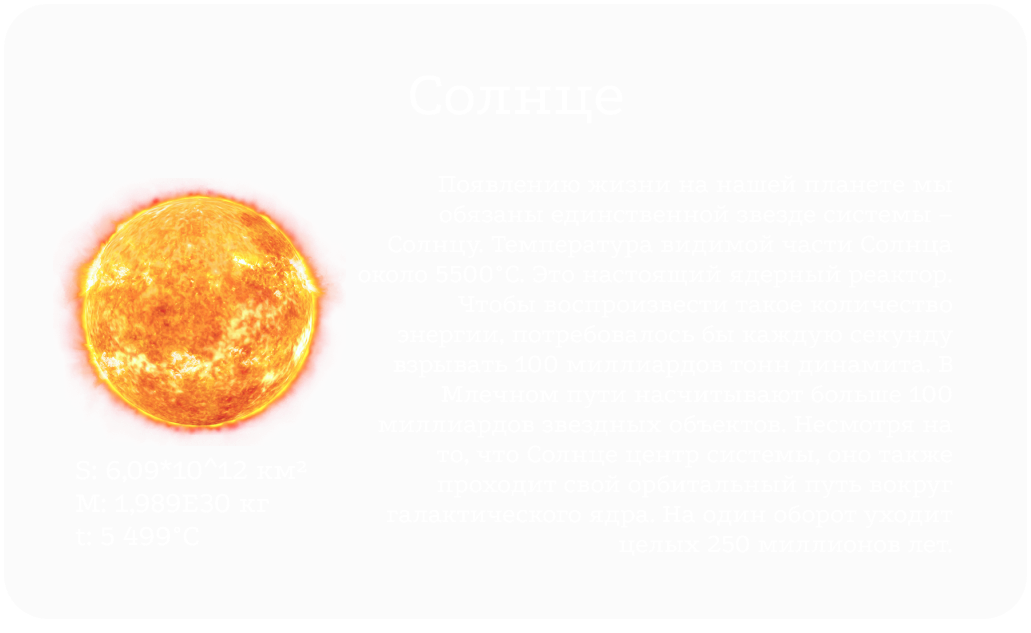 Солнце
Появлению жизни на нашей планете мы
обязаны единственной звезде системы –
Солнцу. Температура видимой части Солнца
около 5500°С. Это настоящий ядерный реактор.
Чтобы воспроизвести такое количество
энергии, потребовалось бы каждую секунду
взрывать 100 миллиардов тонн динамита. В
Млечном пути насчитывают больше 100
миллиардов звездных объектов. Несмотря на
то, что Солнце центр системы, оно также
проходит свой орбитальный путь вокруг
галактического ядра. На один оборот уходит
целых 250 миллионов лет.
S: 6,09*10^12 км²
M: 1,989E30 кг
t: 5 499°C